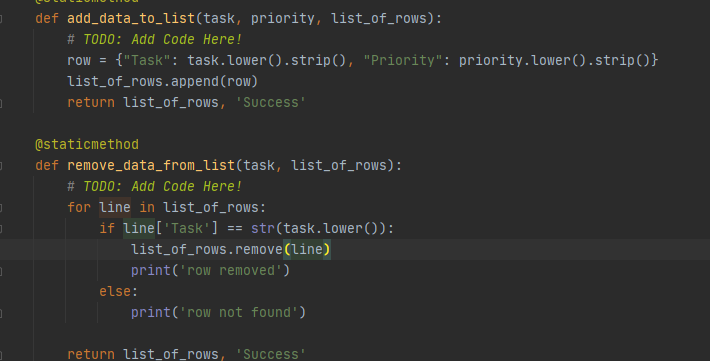 @staticmethod
def add_data_to_list(task, priority, list_of_rows):
# TODO: Add Code Here!
row = {"Task": task.lower().strip(), "Priority": priority.lower().strip()}
list_of_rows.append(row)
return list_of_rows, 'Success'
@staticmethod
def remove_data_from_list(task, list_of_rows):
# TODO: Add Code Here!
for line in list_of_rows:
if line['Task'] == str(task.lower()):
list_of_rows.remove(line)
print('row removed')
else:
print('row not found')
return list_of_rows, 'Success'